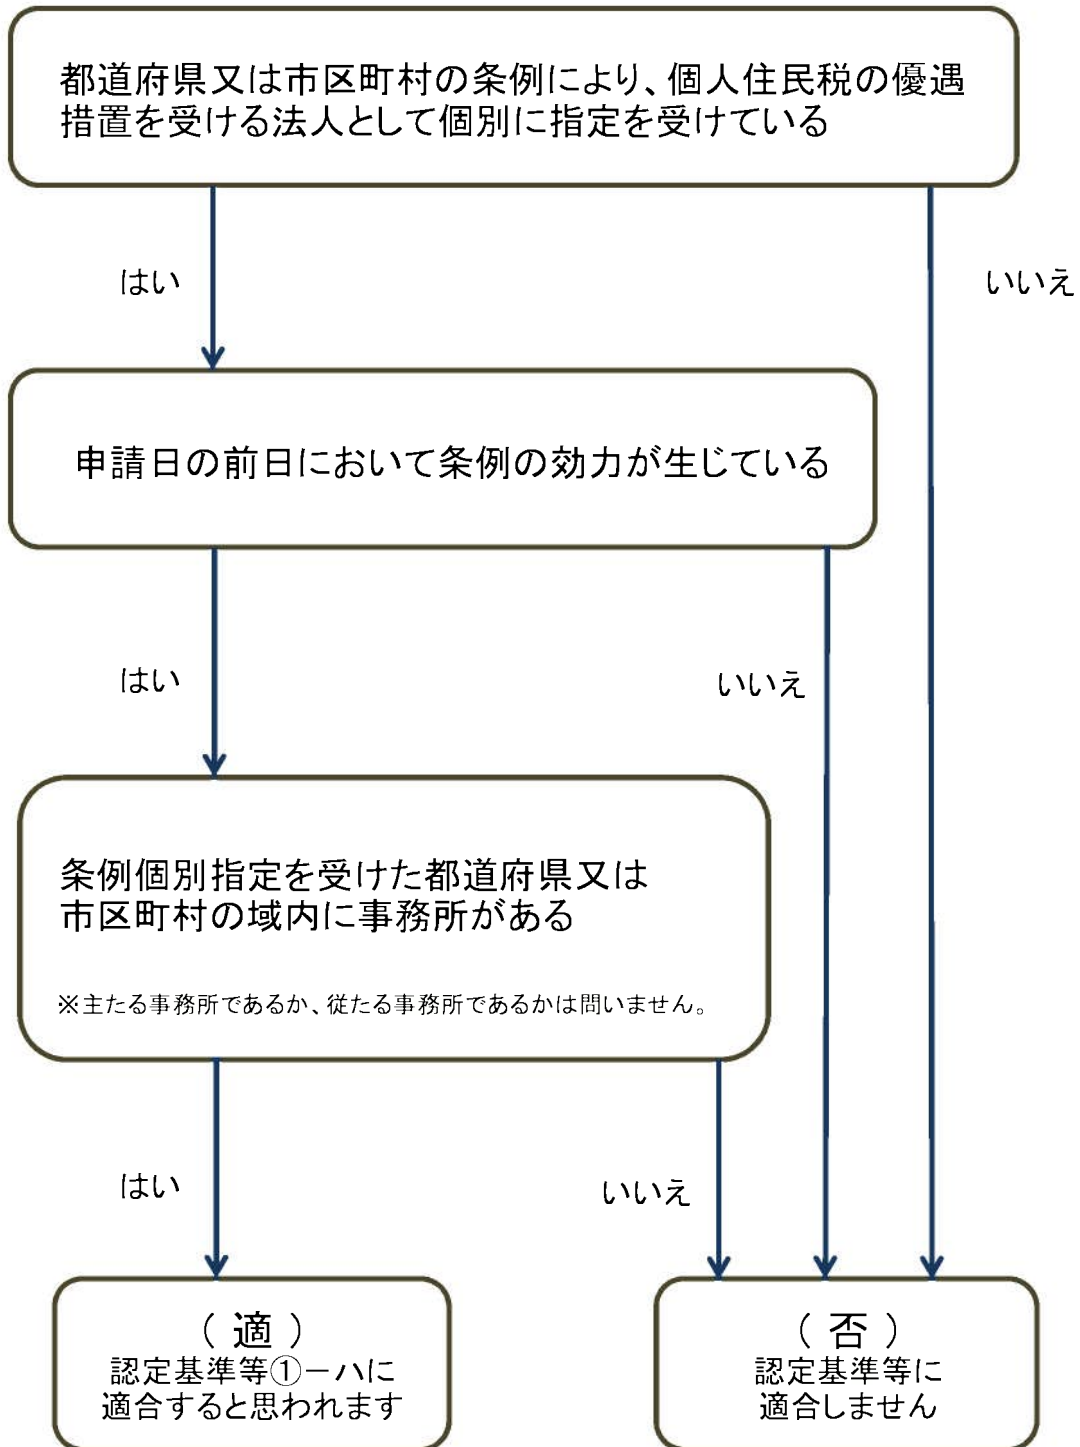 都道府県又は市区町村の条例により、個人住民税の優遇
措置を受ける法人として個別に指定を受けている
はい
いいえ
申請日の前日において条例の効力が生じている
はい
いいえ
条例個別指定を受けた都道府県又は
市区町村の域内に事務所がある
※主たる事務所であるか、従たる事務所であるかは問いません。
はい
いいえ
（ 適 ）
認定基準等①－ハに
適合すると思われます
（ 否 ）
認定基準等に
適合しません